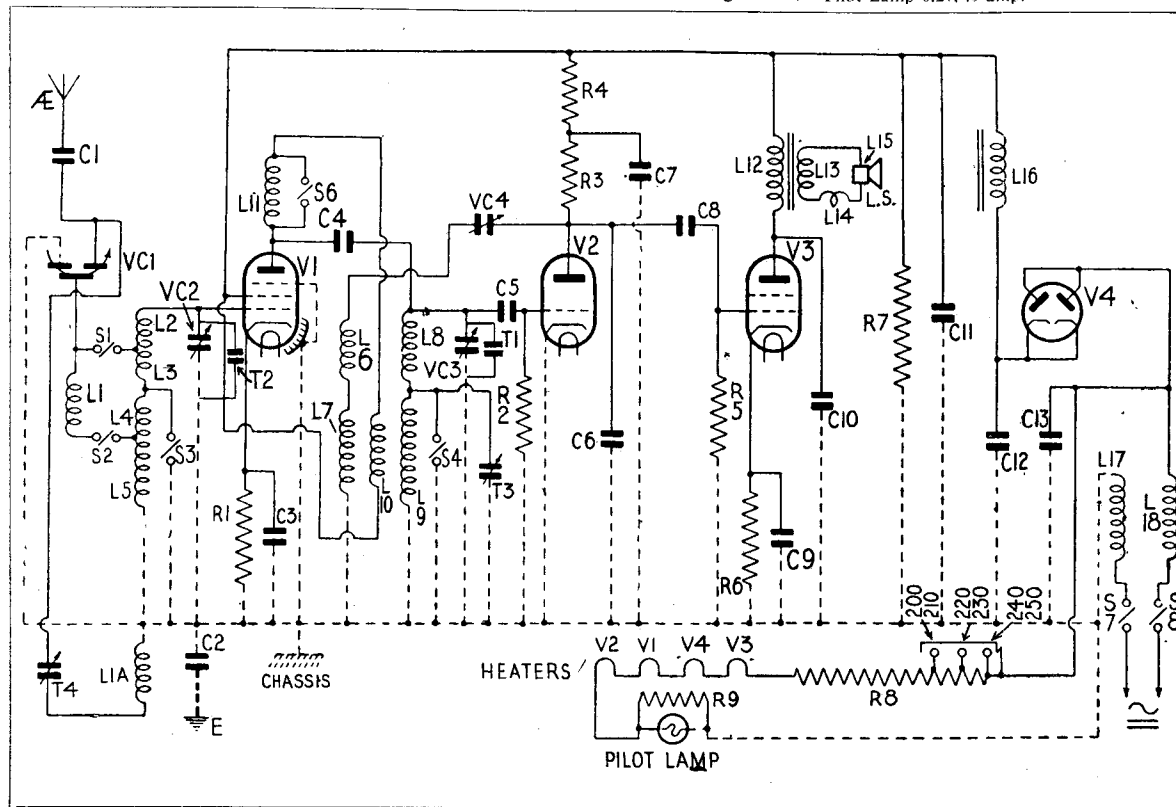 Pilot Lamp
Æ
C1
VC1
S1
L1
S2
L2
L3
L4
L5
S3
VC2
T2
V1
L11
S6
C4
R1
C3
CHASSIS
C2
E
T4
L1A
L6
L7
L10
VC4
L8
VC3
T1
L9
S4
T3
C5
R2
R4
R3
C7
V2
C6
C8
R5
V3
L12
L13
L14
L15
L.S.
C10
R6
C9
R7
C11
L16
V4
C12
C13
L17
L18
S7
S8
200
210
220
230
240
250
HEATERS
V2
V1
V4
V3
R8
R9
PILOT LAMP